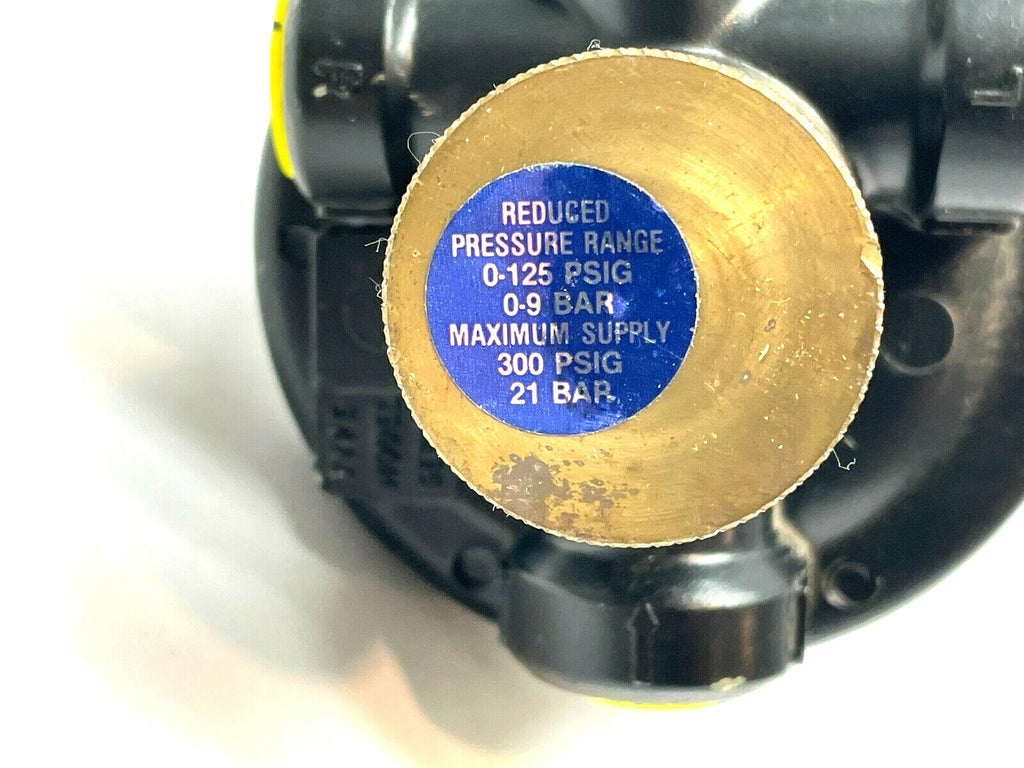 REDUCED
PRESSURE RANGE
0-125 PSIG
0-9 BAR
MAXIMUM SUPPLY
300 PSIG
21 BAR